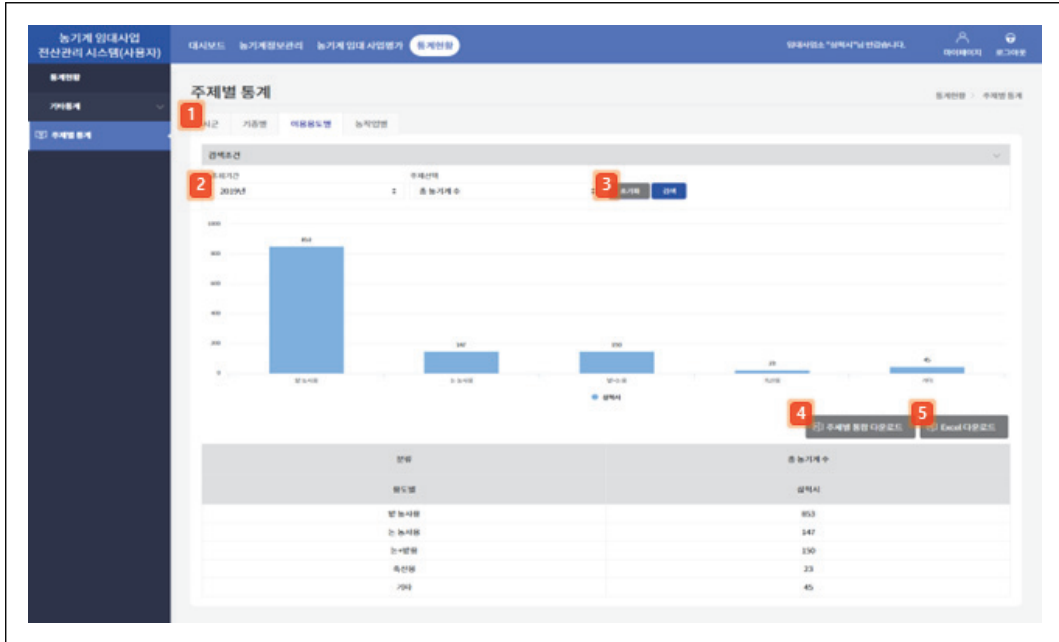 농기계 임대사업
전산관리 시스템(사용자)
대시보드 농기계정보관리 농기계 임대 사업평가 통계현황
마이페이지 로그아웃
통계현황
기타통계
주제별 통계
주제별 통계
통계현황 > 주제별 통계
1
기종별 이용용도별 농작업별
검색조건
주제선택
2
2019년
총 농기계 수
3
검색
1000
800
600
400
200
0
853
147
150
23
45
밭 농사용 논 농사용 축산용 기타
4
주제별 통합 다운로드
5
Excel 다운로드
분류 총 농기계 수
용도별
밭 농사용 853
논 농사용 147
논+밭용 150
축산용 23
기타 45